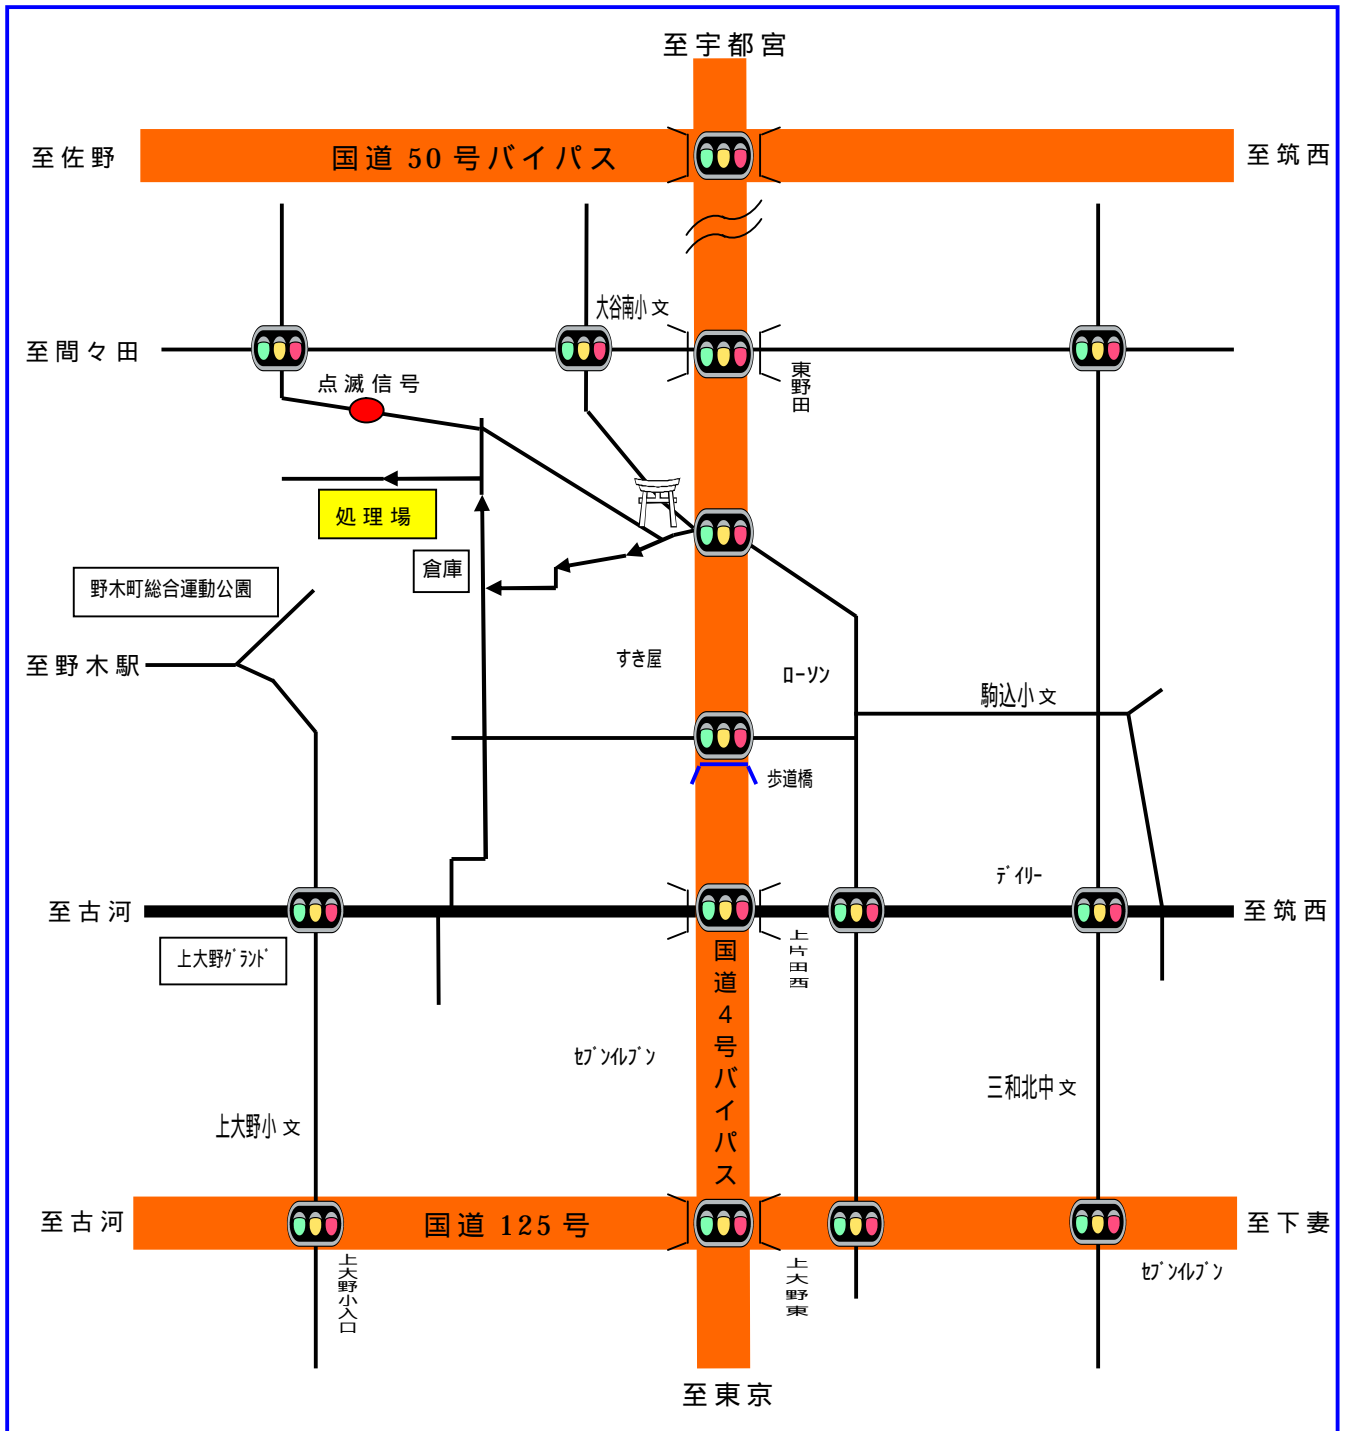 至宇都宮
至佐野
国道50号バイパス
至筑西
大谷南小 文
至間々田
東野田
点滅信号
処理場
倉庫
野木町総合運動公園
すき屋
至野木駅
ﾛｰｿﾝ
駒込小 文
歩道橋
ﾃﾞｲﾘｰ
至古河
至筑西
上片田西
上大野ｸﾞﾗﾝﾄﾞ
国道4号バイパス
ｾﾌﾞﾝｲﾚﾌﾞﾝ
三和北中 文
上大野小 文
至古河
国道125号
至下妻
上大野小入口
上大野東
ｾﾌﾞﾝｲﾚﾌﾞﾝ
至東京